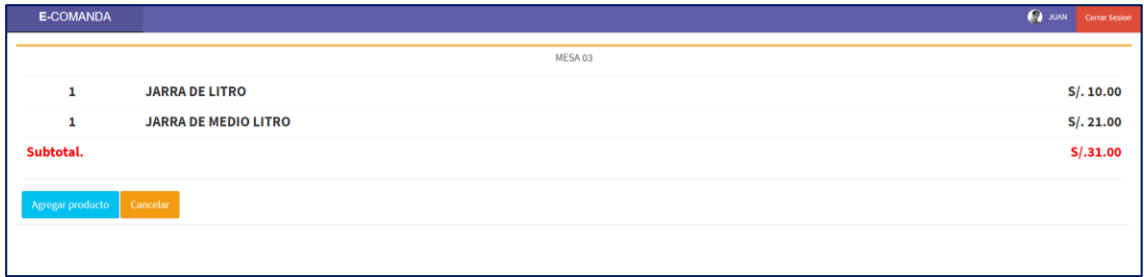 E-COMANDA JUAN Cerrar Sesion
MESA 03
1 JARRA DE LITRO S/. 10.00
1 JARRA DE MEDIO LITRO S/. 21.00
Subtotal. S/.31.00
Agregar producto Cancelar